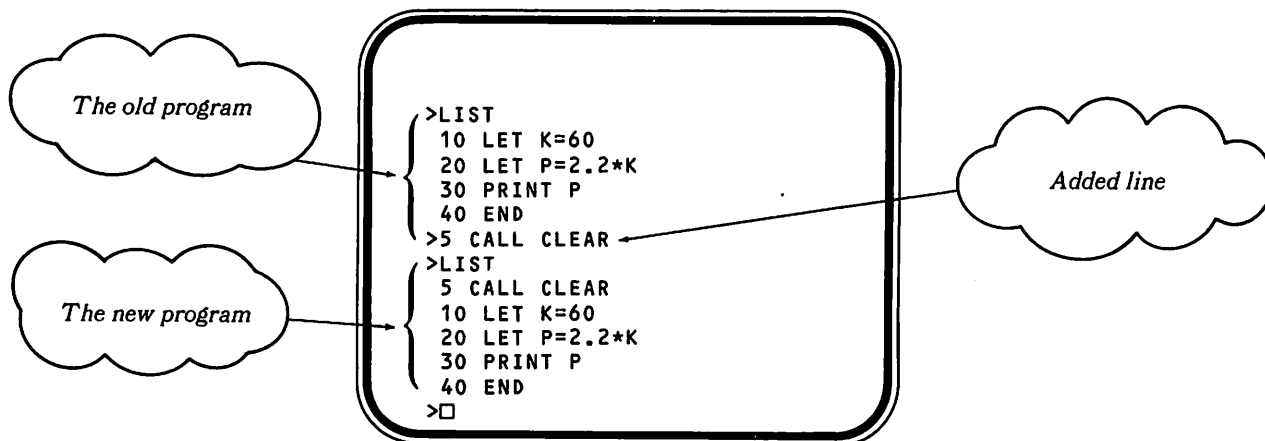 The old program
>LIST
10 LET K=60
20 LET P=2.2*K
30 PRINT P
40 END
>5 CALL CLEAR
Added line
>LIST
5 CALL CLEAR
10 LET K=60
20 LET P=2.2*K
30 PRINT P
40 END
>□
The new program